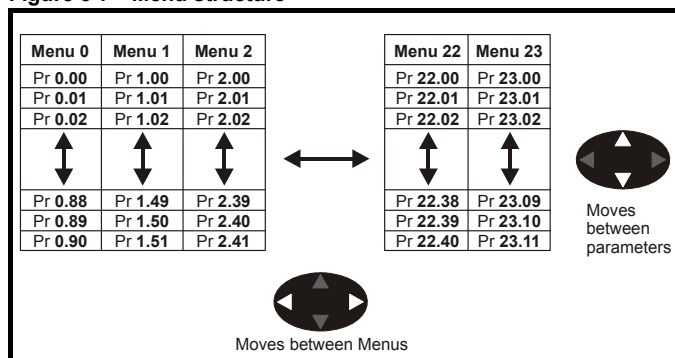 Menu 0 Menu 1 Menu 2 Menu 22 Menu 23
Pr 0.00 Pr 1.00 Pr 2.00 Pr 22.00 Pr 23.00
Pr 0.01 Pr 1.01 Pr 2.01 Pr 22.01 Pr 23.01
Pr 0.02 Pr 1.02 Pr 2.02 Pr 22.02 Pr 23.02
Pr 0.88 Pr 1.49 Pr 2.39 Pr 22.38 Pr 23.09
Pr 0.89 Pr 1.50 Pr 2.40 Pr 22.39 Pr 23.10
Pr 0.90 Pr 1.51 Pr 2.41 Pr 22.40 Pr 23.11
Moves
between
parameters
Moves between Menus